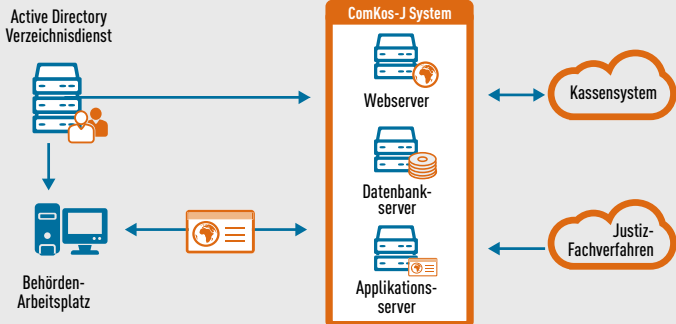 Active Directory
Verzeichnisdienst
ComKos-J System
Webserver
Kassensystem
Datenbank-
server
Behörden-
Arbeitsplatz
Applikations-
server
Justiz-
Fachverfahren